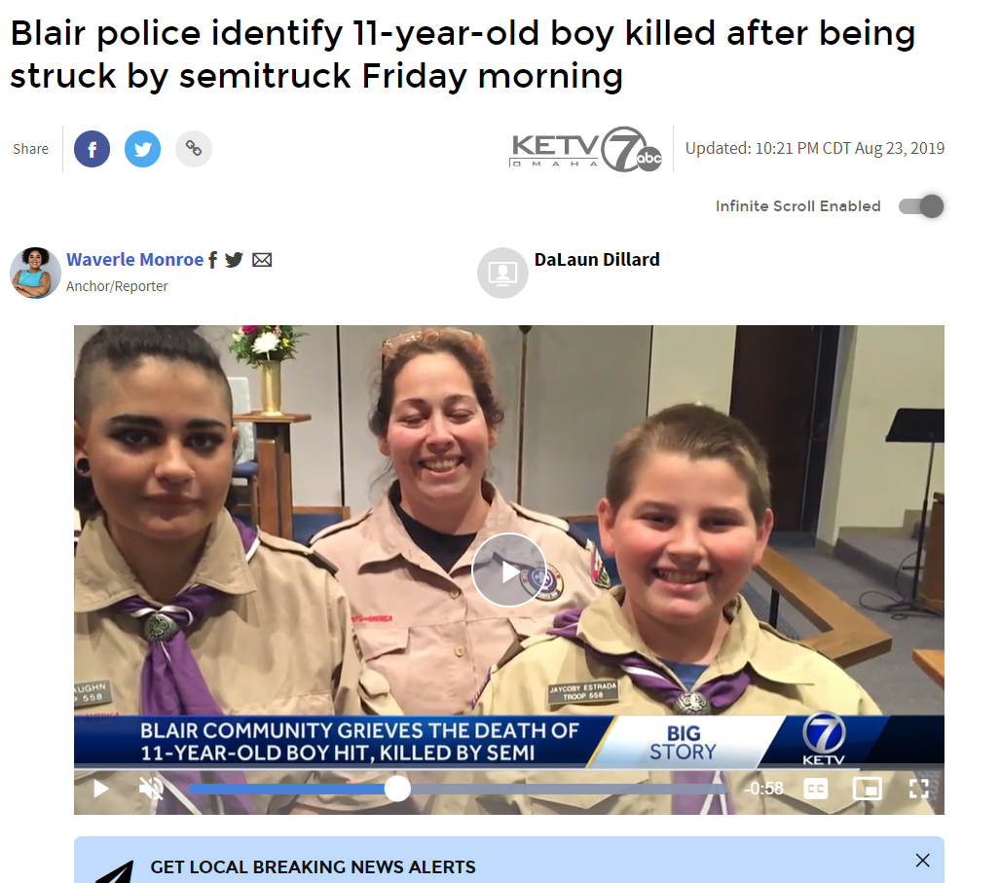 Blair police identify 11-year-old boy killed after being
struck by semitruck Friday morning
Share
KETV 7 abc
OMAHA
Updated: 10:21 PM CDT Aug 23, 2019
Infinite Scroll Enabled
Waverle Monroe
Anchor/Reporter
DaLaun Dillard
AUGHN
558
JAYCOBY ESTRADA
TROOP 558
BLAIR COMMUNITY GRIEVES THE DEATH OF
11-YEAR-OLD BOY HIT, KILLED BY SEMI
BIG
STORY
7
KETV
-0:58
CC
GET LOCAL BREAKING NEWS ALERTS